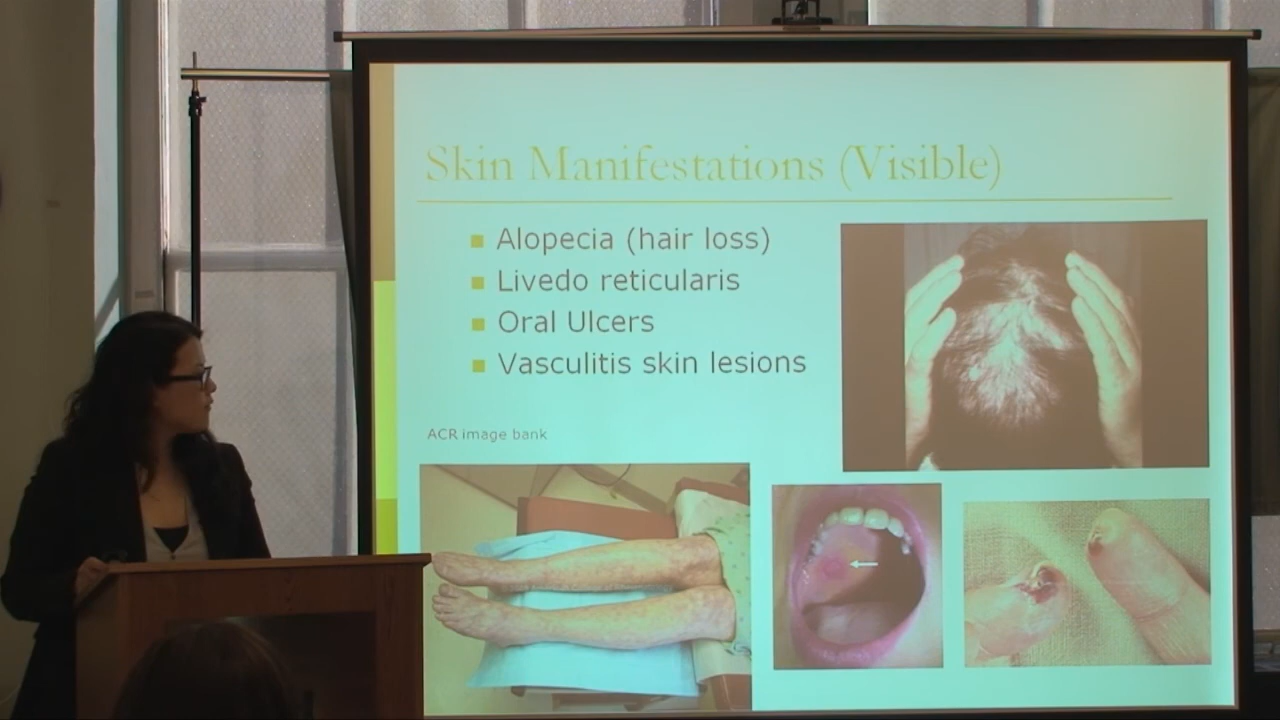 Skin Manifestations (Visible)
Alopecia (hair loss)
Livedo reticularis
Oral Ulcers
Vasculitis skin lesions
ACR image bank